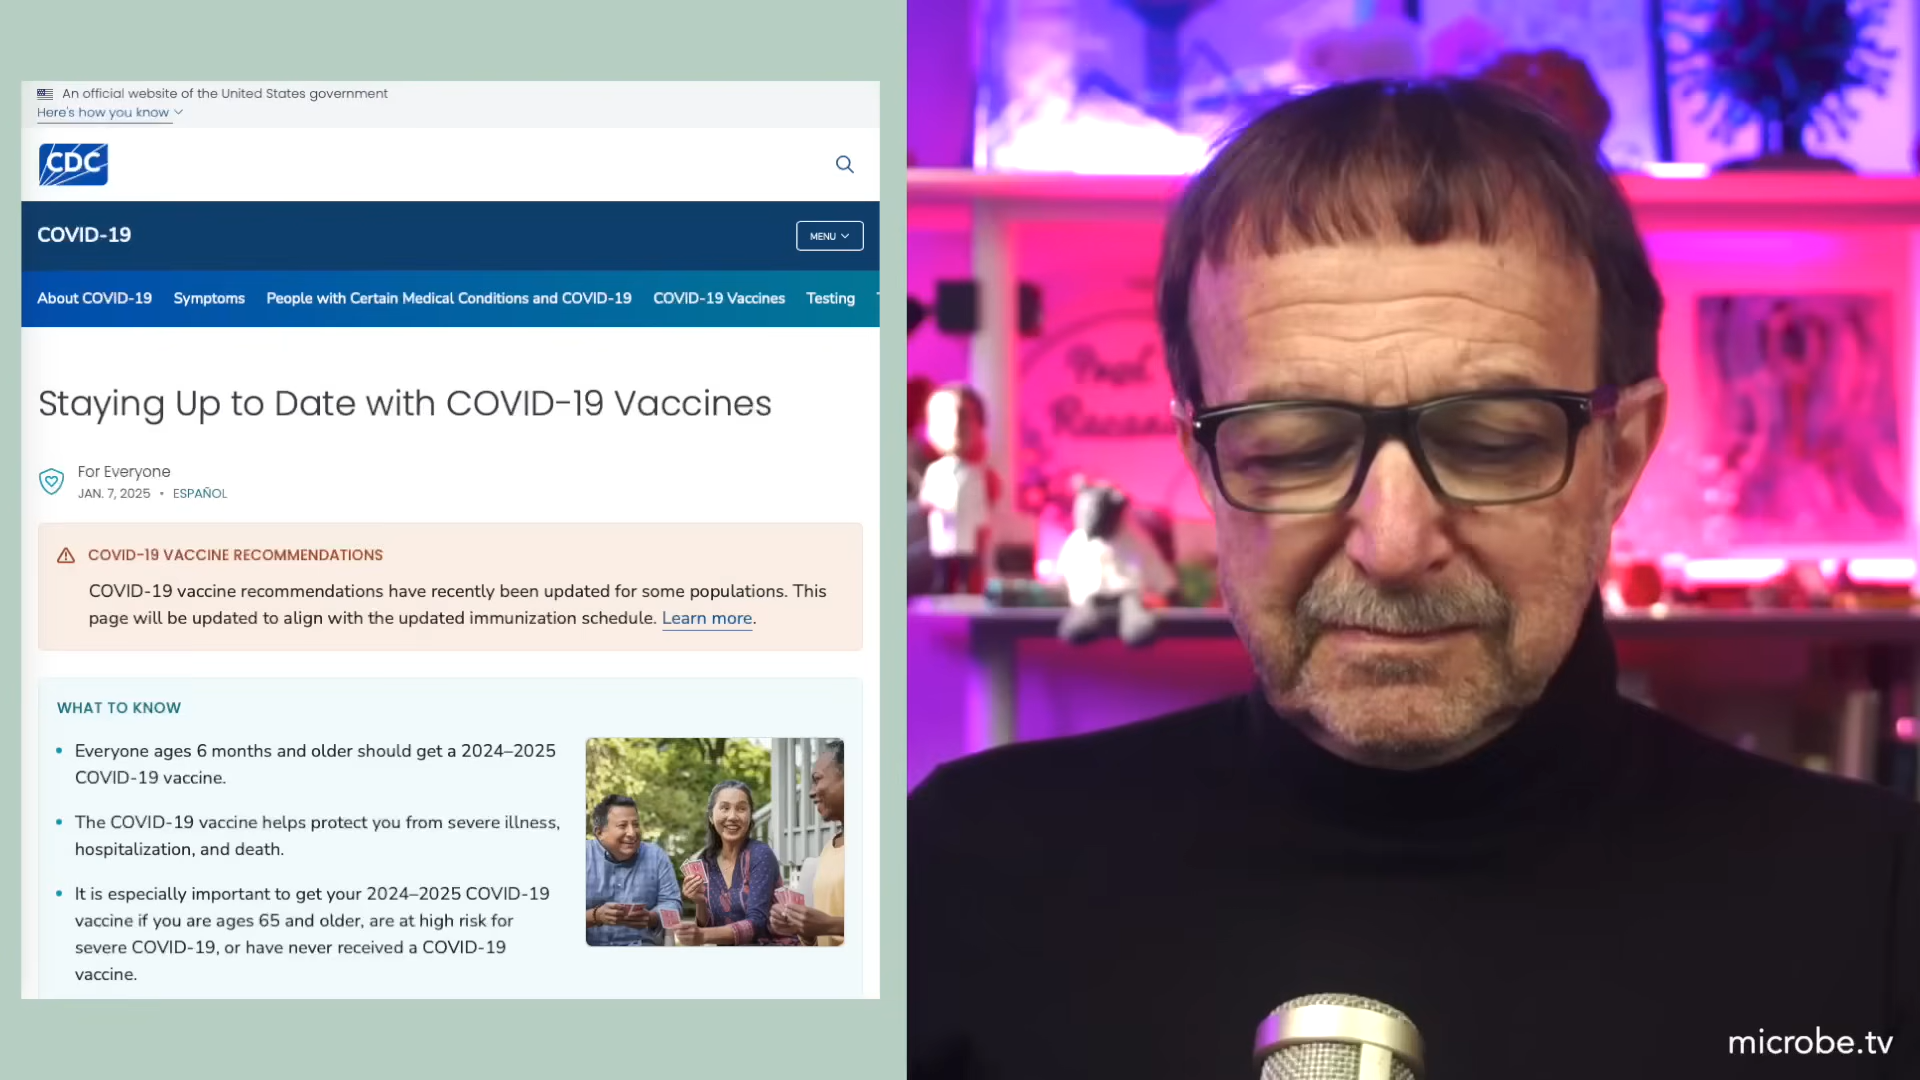 An official website of the United States government
Here's how you know
CDC
COVID-19
MENU
About COVID-19 Symptoms People with Certain Medical Conditions and COVID-19 COVID-19 Vaccines Testing
Staying Up to Date with COVID-19 Vaccines
For Everyone
JAN. 7, 2025 • ESPAÑOL
COVID-19 VACCINE RECOMMENDATIONS
COVID-19 vaccine recommendations have recently been updated for some populations. This
page will be updated to align with the updated immunization schedule. Learn more.
WHAT TO KNOW
• Everyone ages 6 months and older should get a 2024–2025
COVID-19 vaccine.
• The COVID-19 vaccine helps protect you from severe illness,
hospitalization, and death.
• It is especially important to get your 2024–2025 COVID-19
vaccine if you are ages 65 and older, are at high risk for
severe COVID-19, or have never received a COVID-19
vaccine.
Prof.
microbe.tv